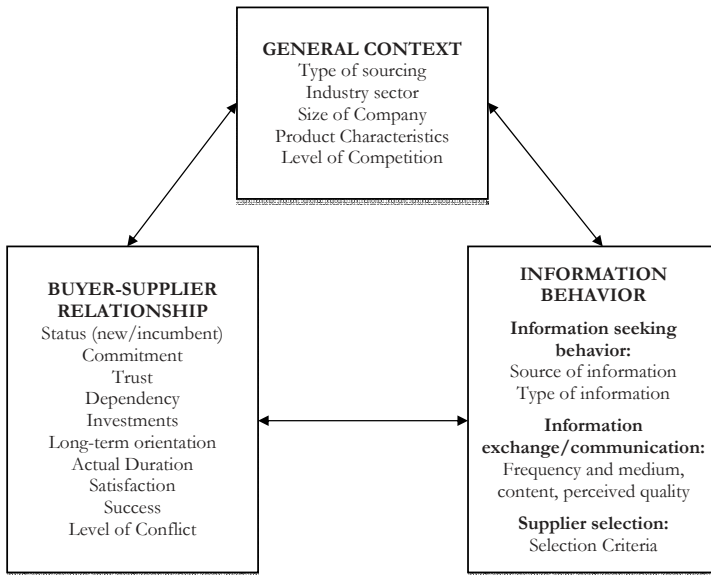 GENERAL CONTEXT
Type of sourcing
Industry sector
Size of Company
Product Characteristics
Level of Competition
BUYER-SUPPLIER
RELATIONSHIP
Status (new/incumbent)
Commitment
Trust
Dependency
Investments
Long-term orientation
Actual Duration
Satisfaction
Success
Level of Conflict
INFORMATION
BEHAVIOR
Information seeking
behavior:
Source of information
Type of information
Information
exchange/communication:
Frequency and medium,
content, perceived quality
Supplier selection:
Selection Criteria